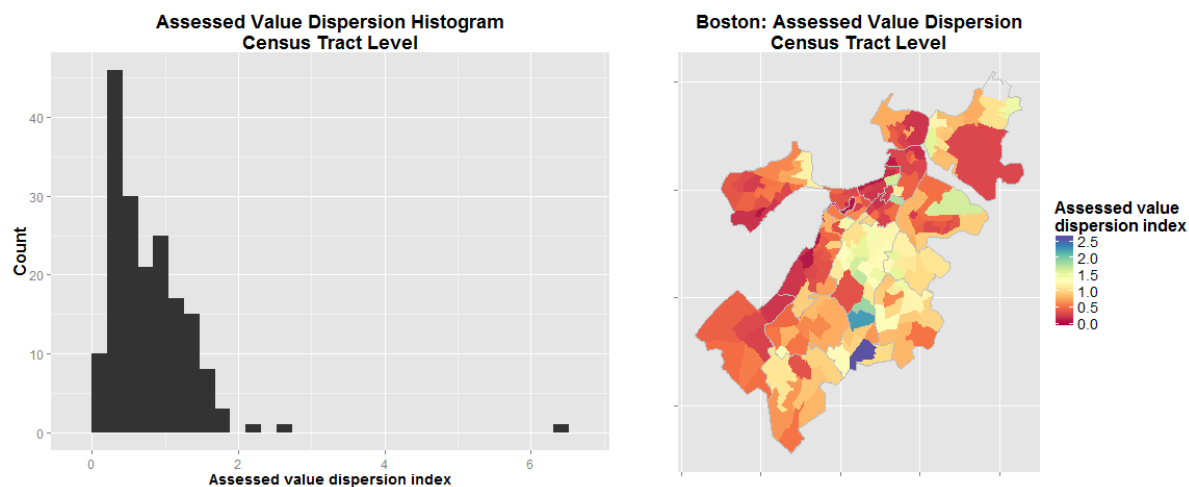 Assessed Value Dispersion Histogram
Census Tract Level
Count
40
30
20
10
0
0
2
4
6
Assessed value dispersion index
Boston: Assessed Value Dispersion
Census Tract Level
Assessed value
dispersion index
2.5
2.0
1.5
1.0
0.5
0.0